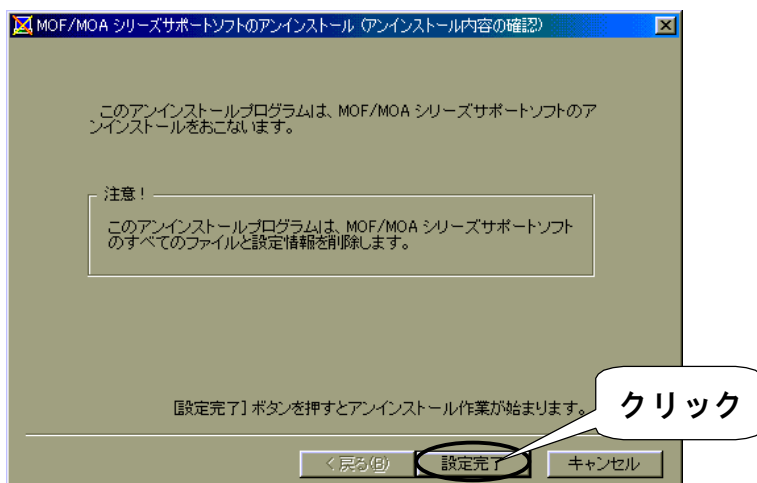 MOF/MOA シリーズサポートソフトのアンインストール (アンインストール内容の確認)
このアンインストールプログラムは、MOF/MOA シリーズサポートソフトのア
ンインストールをおこないます。
注意！
このアンインストールプログラムは、MOF/MOA シリーズサポートソフト
のすべてのファイルと設定情報を削除します。
[設定完了] ボタンを押すとアンインストール作業が始まります。
クリック
< 戻る(B)
設定完了
キャンセル